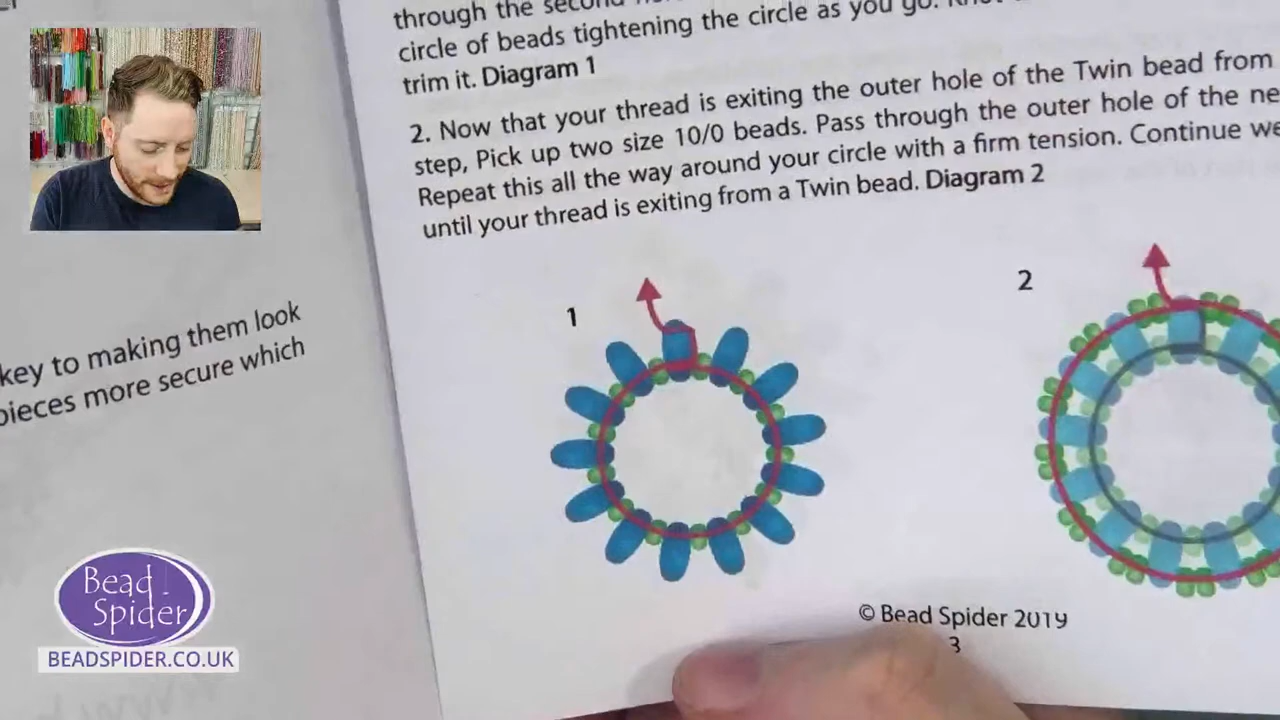 through the second
circle of beads tightening the circle as you go.
trim it. Diagram 1
2. Now that your thread is exiting the outer hole of the Twin bead from
step, Pick up two size 10/0 beads. Pass through the outer hole of the ne
Repeat this all the way around your circle with a firm tension. Continue we
until your thread is exiting from a Twin bead. Diagram 2
key to making them look
pieces more secure which
1
2
© Bead Spider 2019
3
Bead
Spider
BEADSPIDER.CO.UK